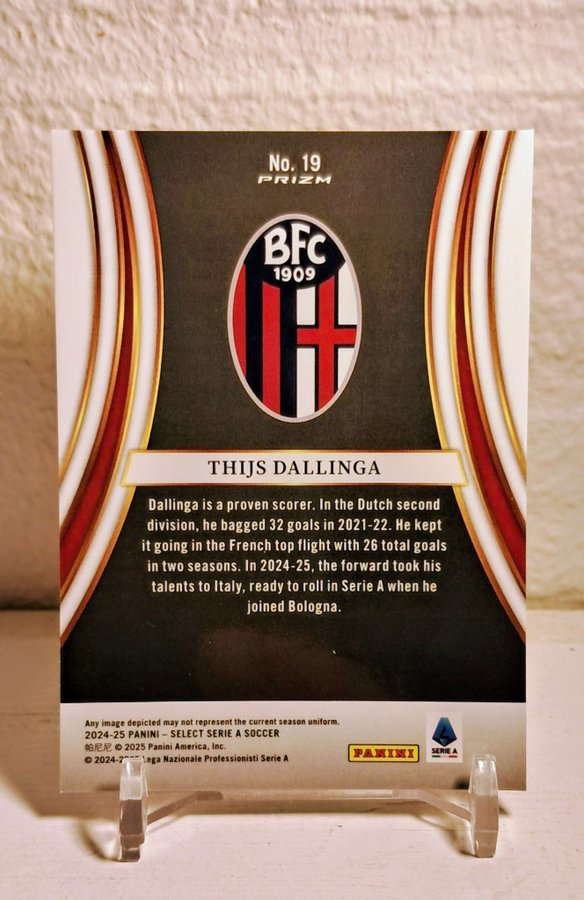 No. 19
PRIZM
BFC
1909
THIJS DALLINGA
Dallinga is a proven scorer. In the Dutch second
division, he bagged 32 goals in 2021-22. He kept
it going in the French top flight with 26 total goals
in two seasons. In 2024-25, the forward took his
talents to Italy, ready to roll in Serie A when he
joined Bologna.
Any image depicted may not represent the current season uniform.
2024-25 PANINI – SELECT SERIE A SOCCER
帕尼尼 © 2025 Panini America, Inc.
© 2024- Lega Nazionale Professionisti Serie A
PANINI
SERIE A